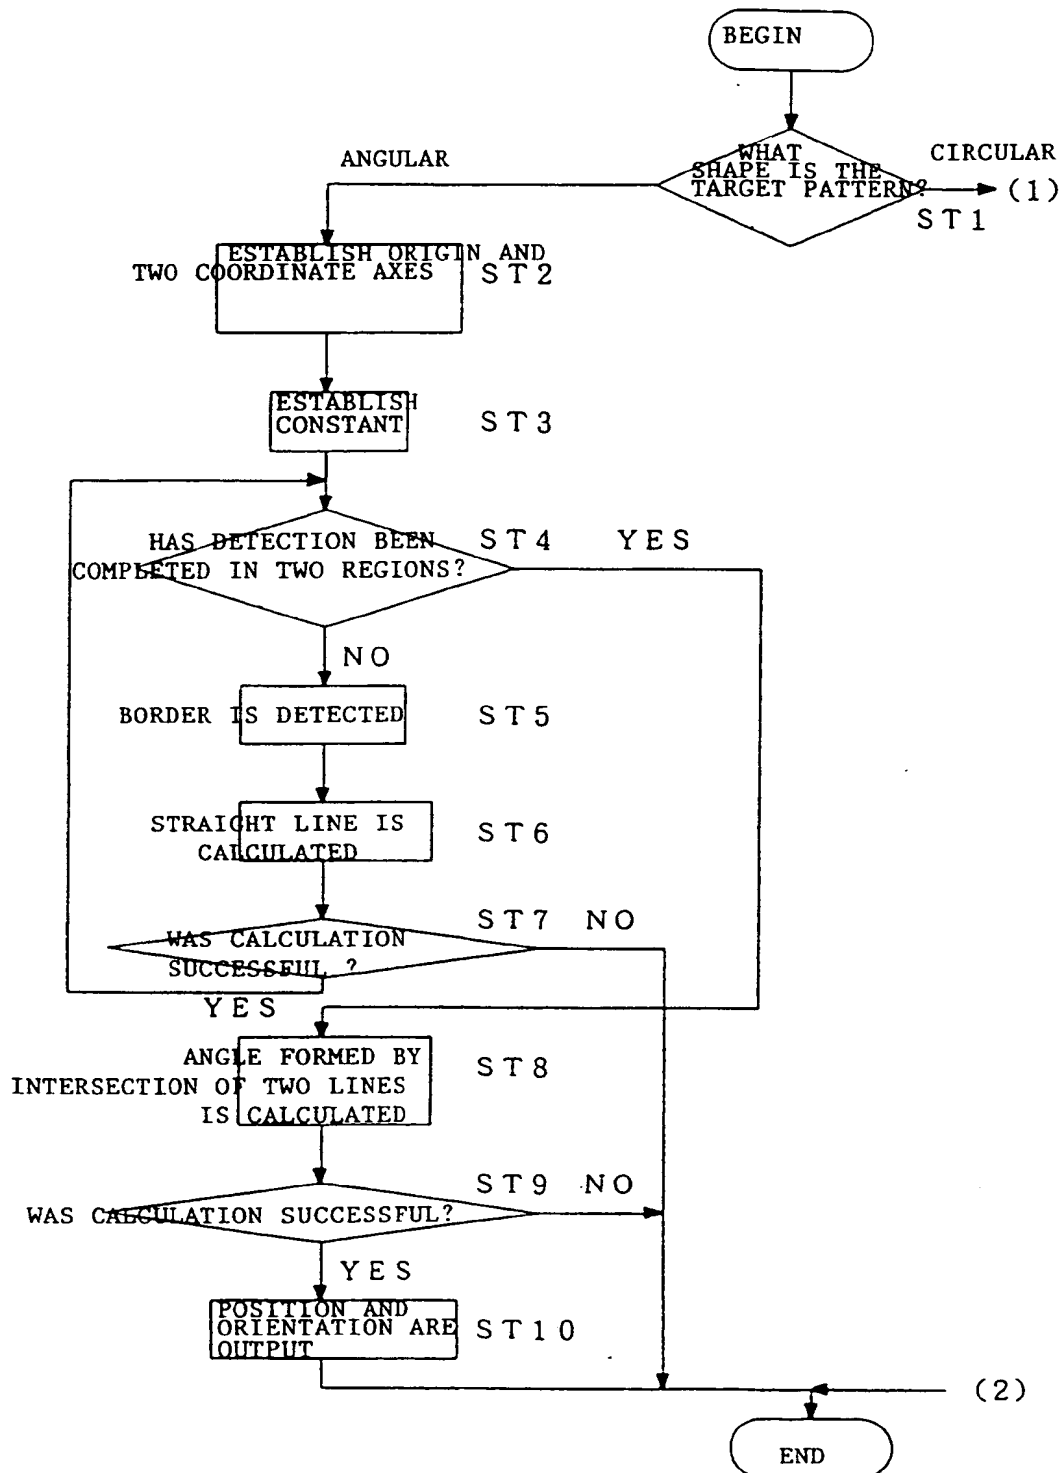 BEGIN
WHAT
SHAPE IS THE
TARGET PATTERN?
ANGULAR
CIRCULAR
(1)
ST1
ESTABLISH ORIGIN AND
TWO COORDINATE AXES
ST2
ESTABLISH
CONSTANT
ST3
HAS DETECTION BEEN
COMPLETED IN TWO REGIONS?
ST4 YES
NO
BORDER IS DETECTED
ST5
STRAIGHT LINE IS
CALCULATED
ST6
WAS CALCULATION
SUCCESSFUL ?
ST7 NO
YES
ANGLE FORMED BY
INTERSECTION OF TWO LINES
IS CALCULATED
ST8
WAS CALCULATION SUCCESSFUL?
ST9 NO
YES
POSITION AND
ORIENTATION ARE
OUTPUT
ST10
(2)
END